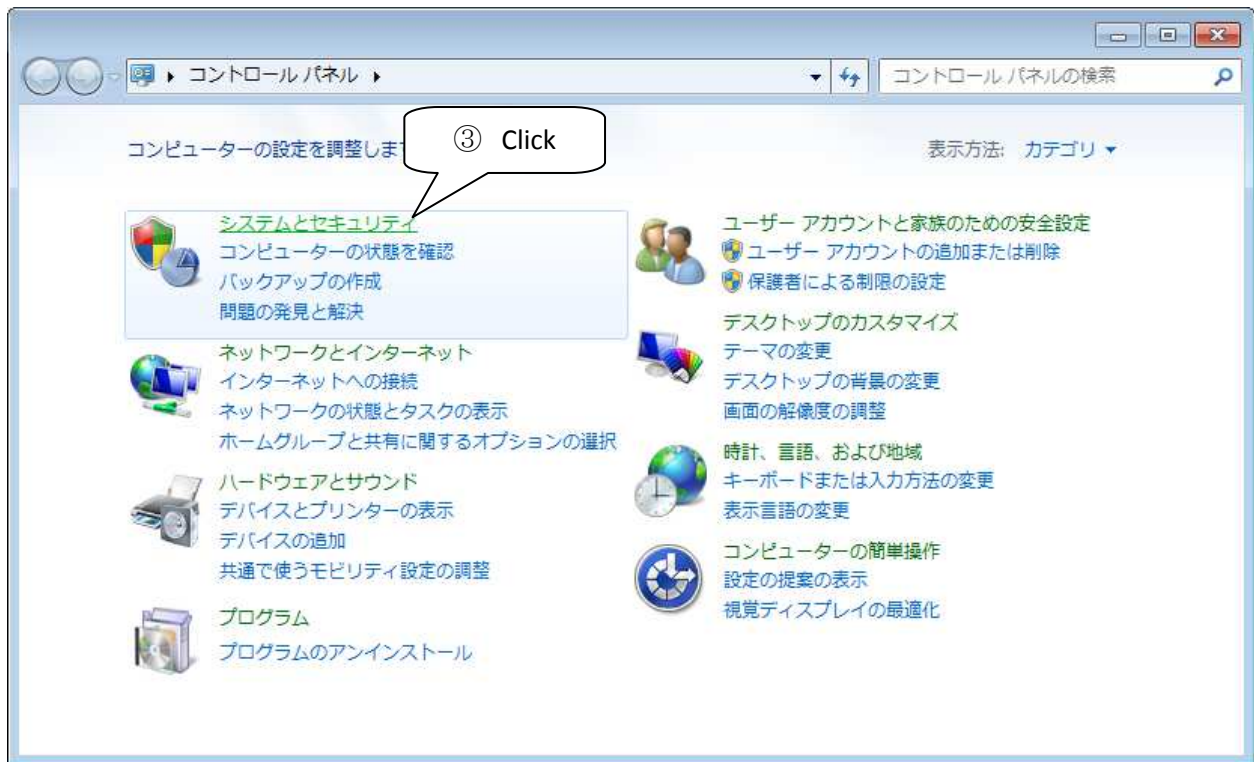 コントロール パネル
コントロール パネルの検索
コンピューターの設定を調整しま
③ Click
表示方法: カテゴリ
システムとセキュリティ
コンピューターの状態を確認
バックアップの作成
問題の発見と解決
ネットワークとインターネット
インターネットへの接続
ネットワークの状態とタスクの表示
ホームグループと共有に関するオプションの選択
ハードウェアとサウンド
デバイスとプリンターの表示
デバイスの追加
共通で使うモビリティ設定の調整
プログラム
プログラムのアンインストール
ユーザー アカウントと家族のための安全設定
ユーザー アカウントの追加または削除
保護者による制限の設定
デスクトップのカスタマイズ
テーマの変更
デスクトップの背景の変更
画面の解像度の調整
時計、言語、および地域
キーボードまたは入力方法の変更
表示言語の変更
コンピューターの簡単操作
設定の提案の表示
視覚ディスプレイの最適化